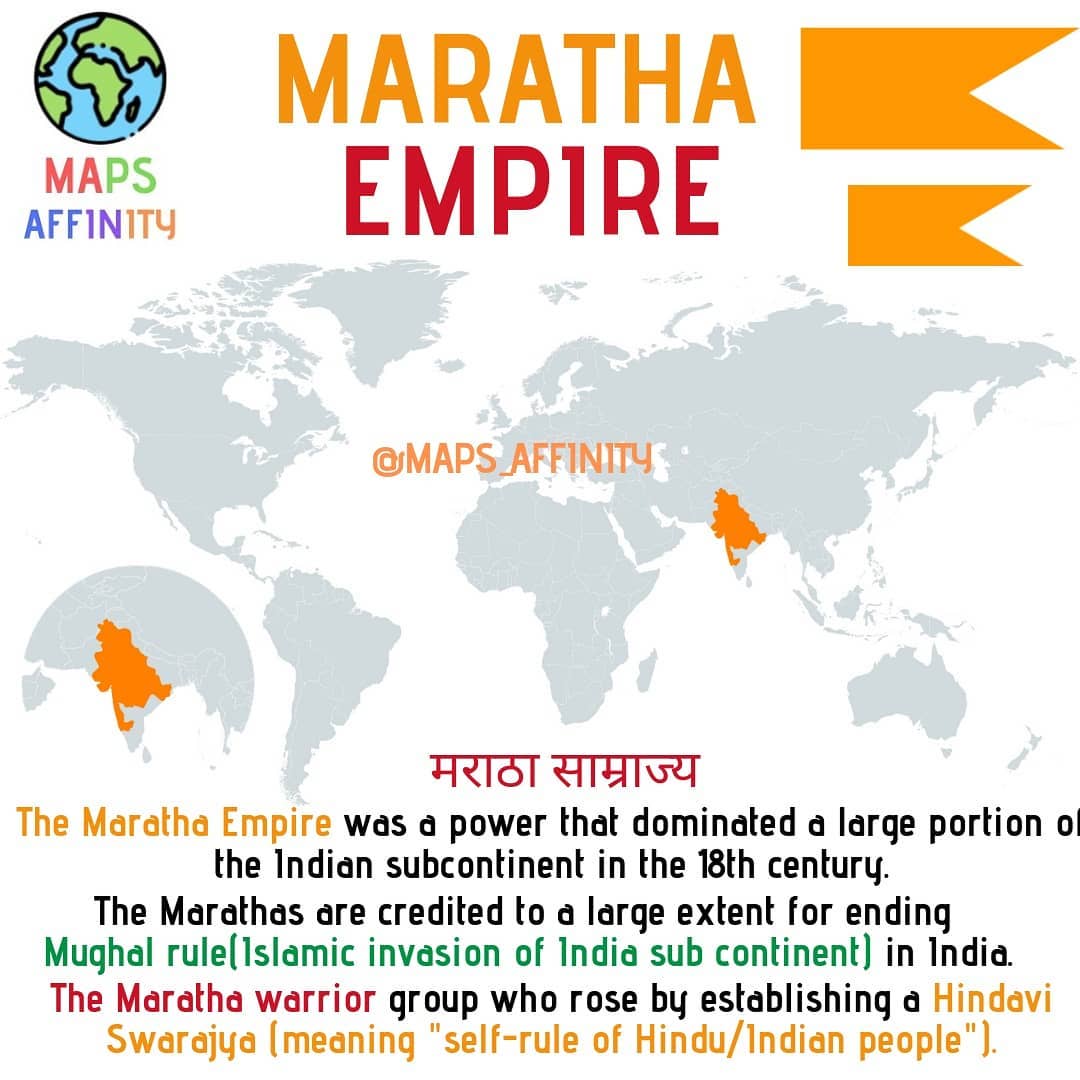 MAPS
AFFINITY
MARATHA
EMPIRE
@MAPS_AFFINITY
मराठा साम्राज्य
The Maratha Empire was a power that dominated a large portion of
the Indian subcontinent in the 18th century.
The Marathas are credited to a large extent for ending
Mughal rule(Islamic invasion of India sub continent) in India.
The Maratha warrior group who rose by establishing a Hindavi
Swarajya (meaning "self-rule of Hindu/Indian people").